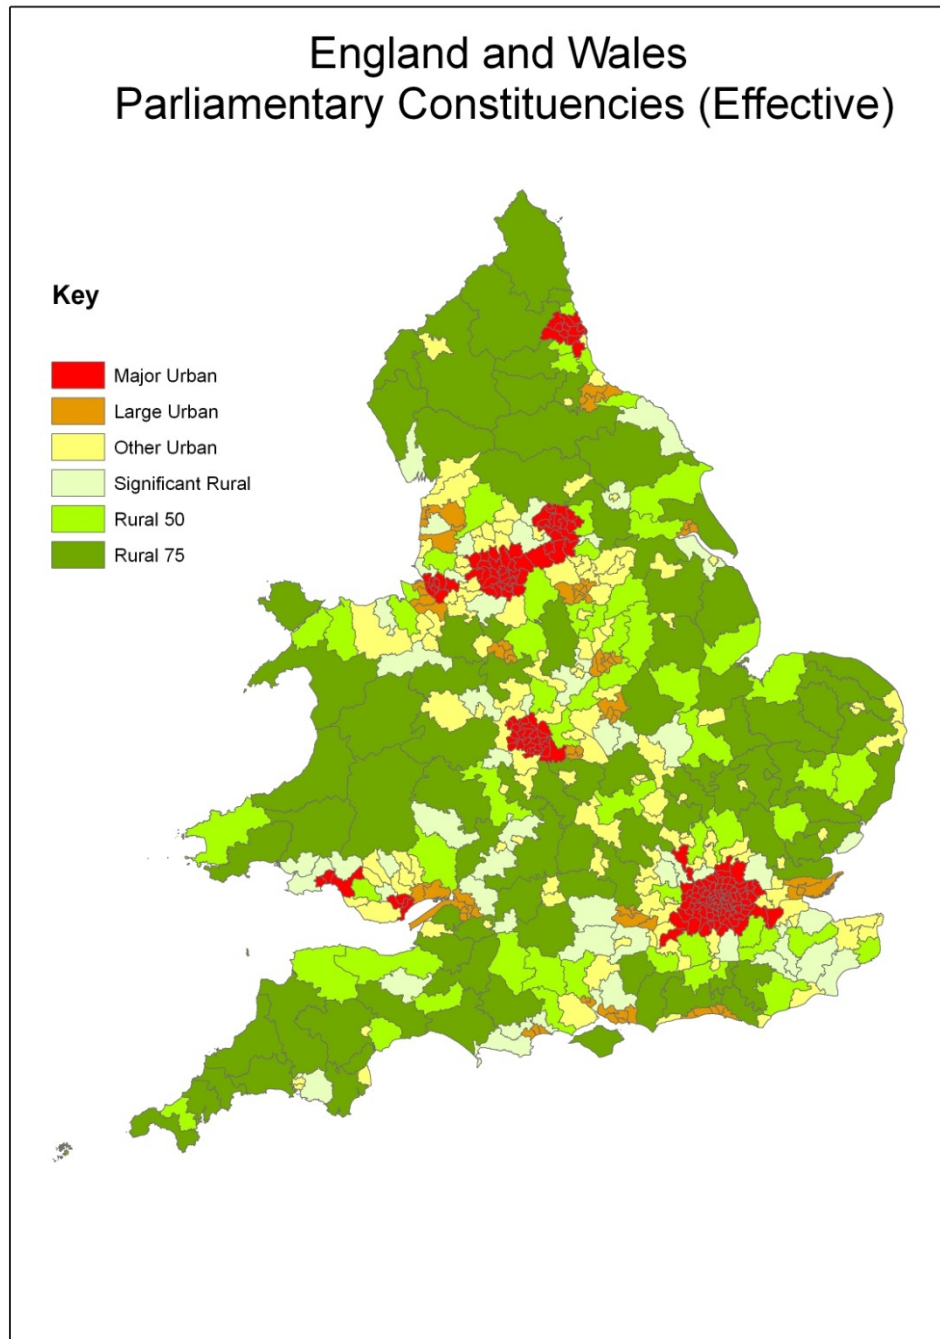 England and Wales
Parliamentary Constituencies (Effective)
Key
Major Urban
Large Urban
Other Urban
Significant Rural
Rural 50
Rural 75